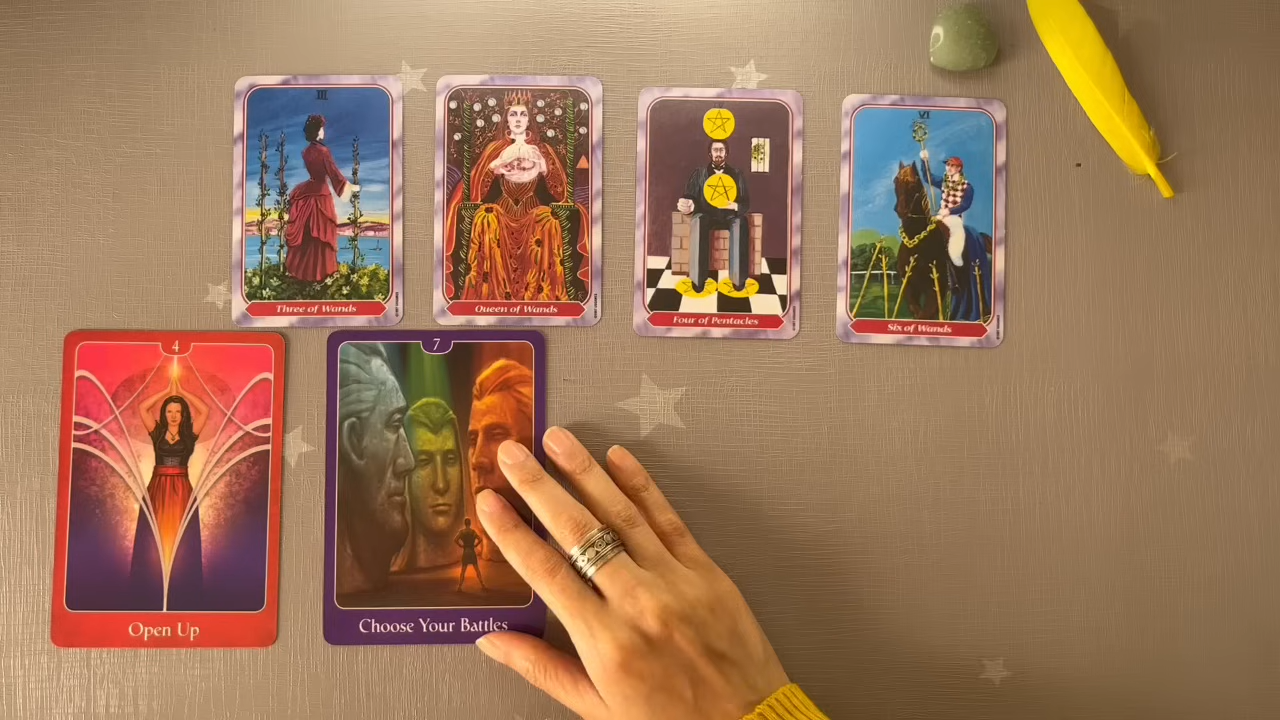 III
Three of Wands
Queen of Wands
Four of Pentacles
VI
Six of Wands
4
Open Up
7
Choose Your Battles